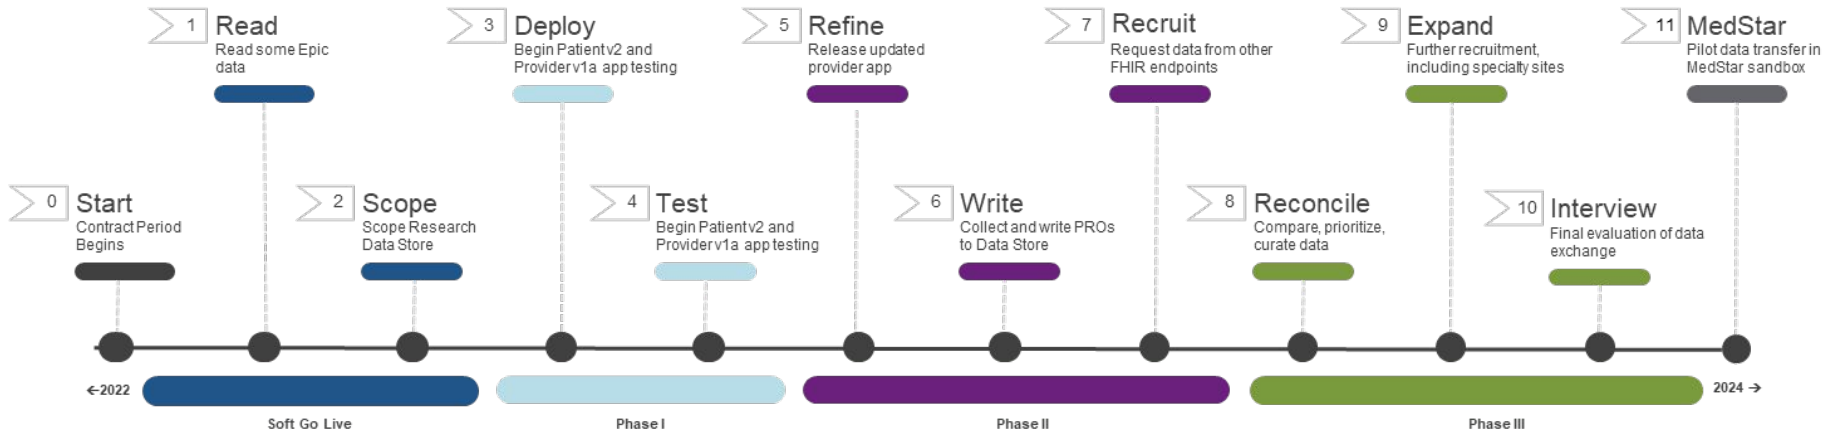 1 Read
Read some Epic
data
3 Deploy
Begin Patient v2 and
Provider v1a app testing
5 Refine
Release updated
provider app
7 Recruit
Request data from other
FHIR endpoints
9 Expand
Further recruitment,
including specialty sites
11 MedStar
Pilot data transfer in
MedStar sandbox
0 Start
Contract Period
Begins
2 Scope
Scope Research
Data Store
4 Test
Begin Patient v2 and
Provider v1a app testing
6 Write
Collect and write PROs
to Data Store
8 Reconcile
Compare, prioritize,
curate data
10 Interview
Final evaluation of data
exchange
←2022
2024 →
Soft Go Live
Phase I
Phase II
Phase III